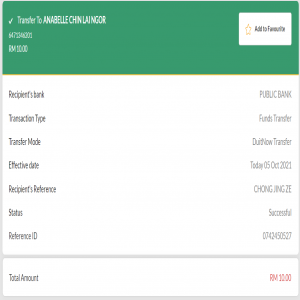 ✓ Transfer To ANABELLE CHIN LAI NGOR
6471246201
RM 10.00
Add to Favourite
Recipient's bank PUBLIC BANK
Transaction Type Funds Transfer
Transfer Mode DuitNow Transfer
Effective date Today 05 Oct 2021
Recipient's Reference CHONG JING ZE
Status Successful
Reference ID 0742450527
Total Amount RM 10.00